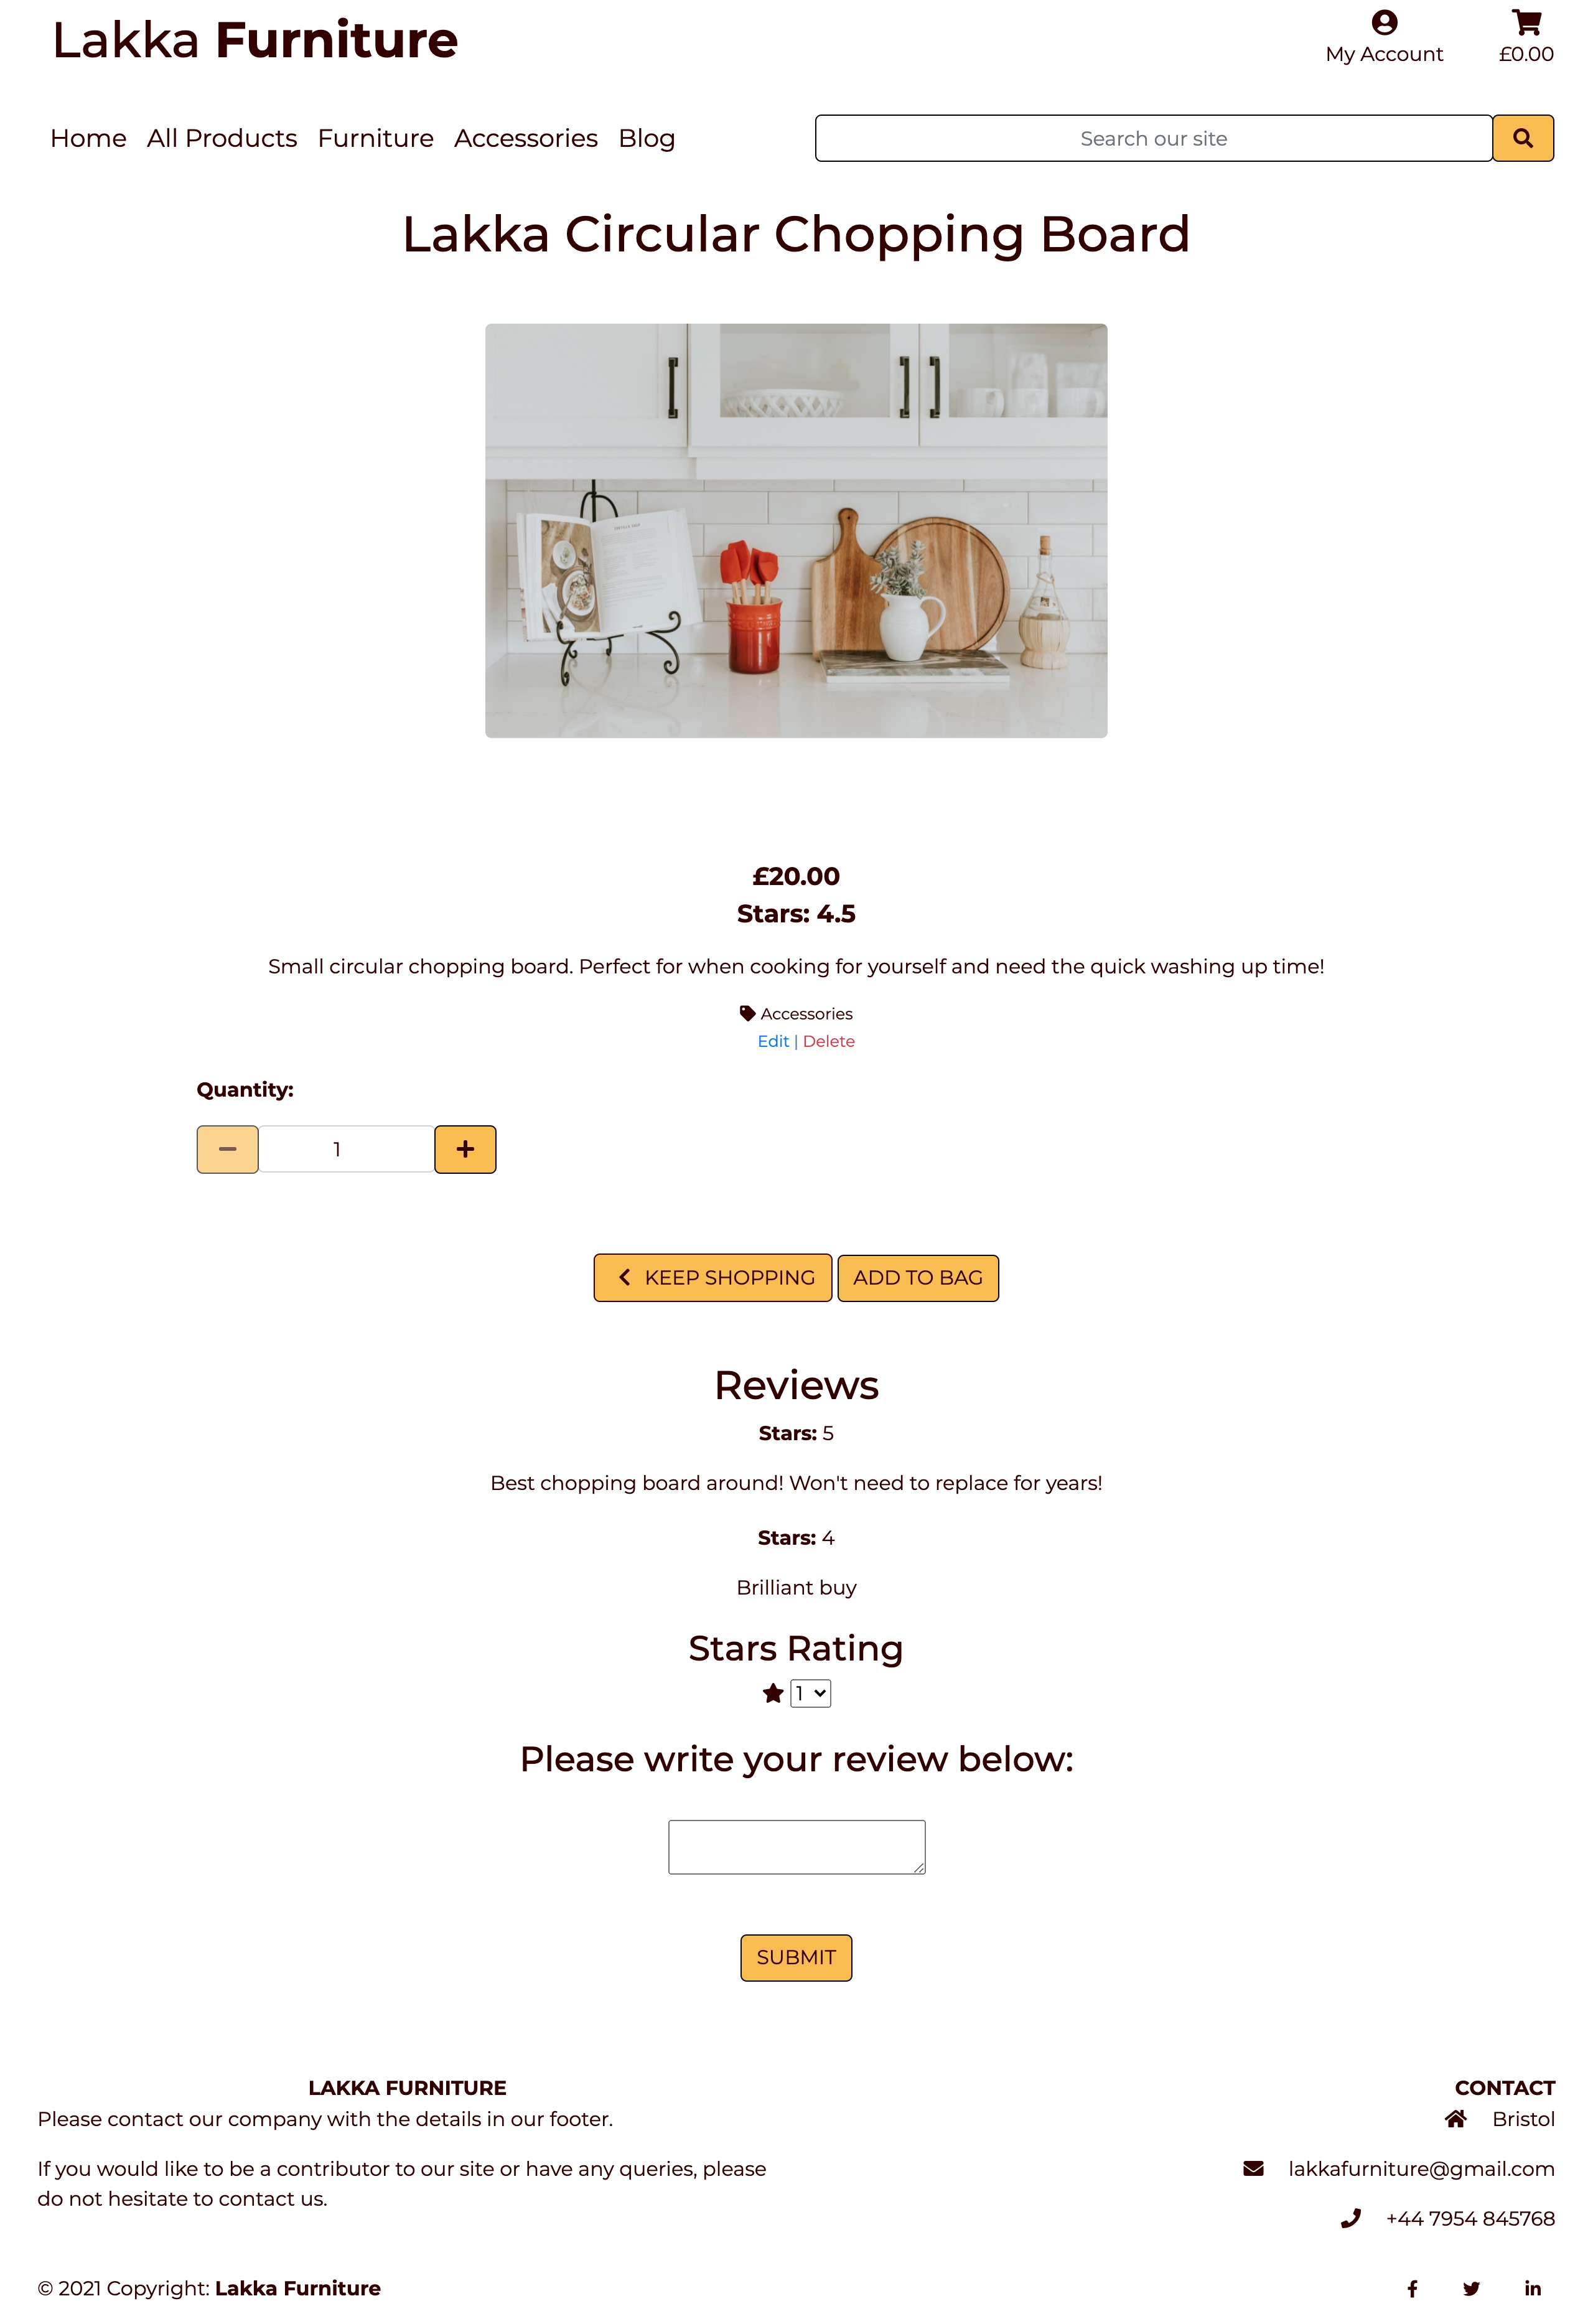 Lakka Furniture
My Account
£0.00
Home All Products Furniture Accessories Blog
Search our site
Lakka Circular Chopping Board
£20.00
Stars: 4.5
Small circular chopping board. Perfect for when cooking for yourself and need the quick washing up time!
Accessories
Edit | Delete
Quantity:
1
KEEP SHOPPING
ADD TO BAG
Reviews
Stars: 5
Best chopping board around! Won't need to replace for years!
Stars: 4
Brilliant buy
Stars Rating
1
Please write your review below:
SUBMIT
LAKKA FURNITURE
Please contact our company with the details in our footer.
If you would like to be a contributor to our site or have any queries, please
do not hesitate to contact us.
CONTACT
Bristol
lakkafurniture@gmail.com
+44 7954 845768
© 2021 Copyright: Lakka Furniture